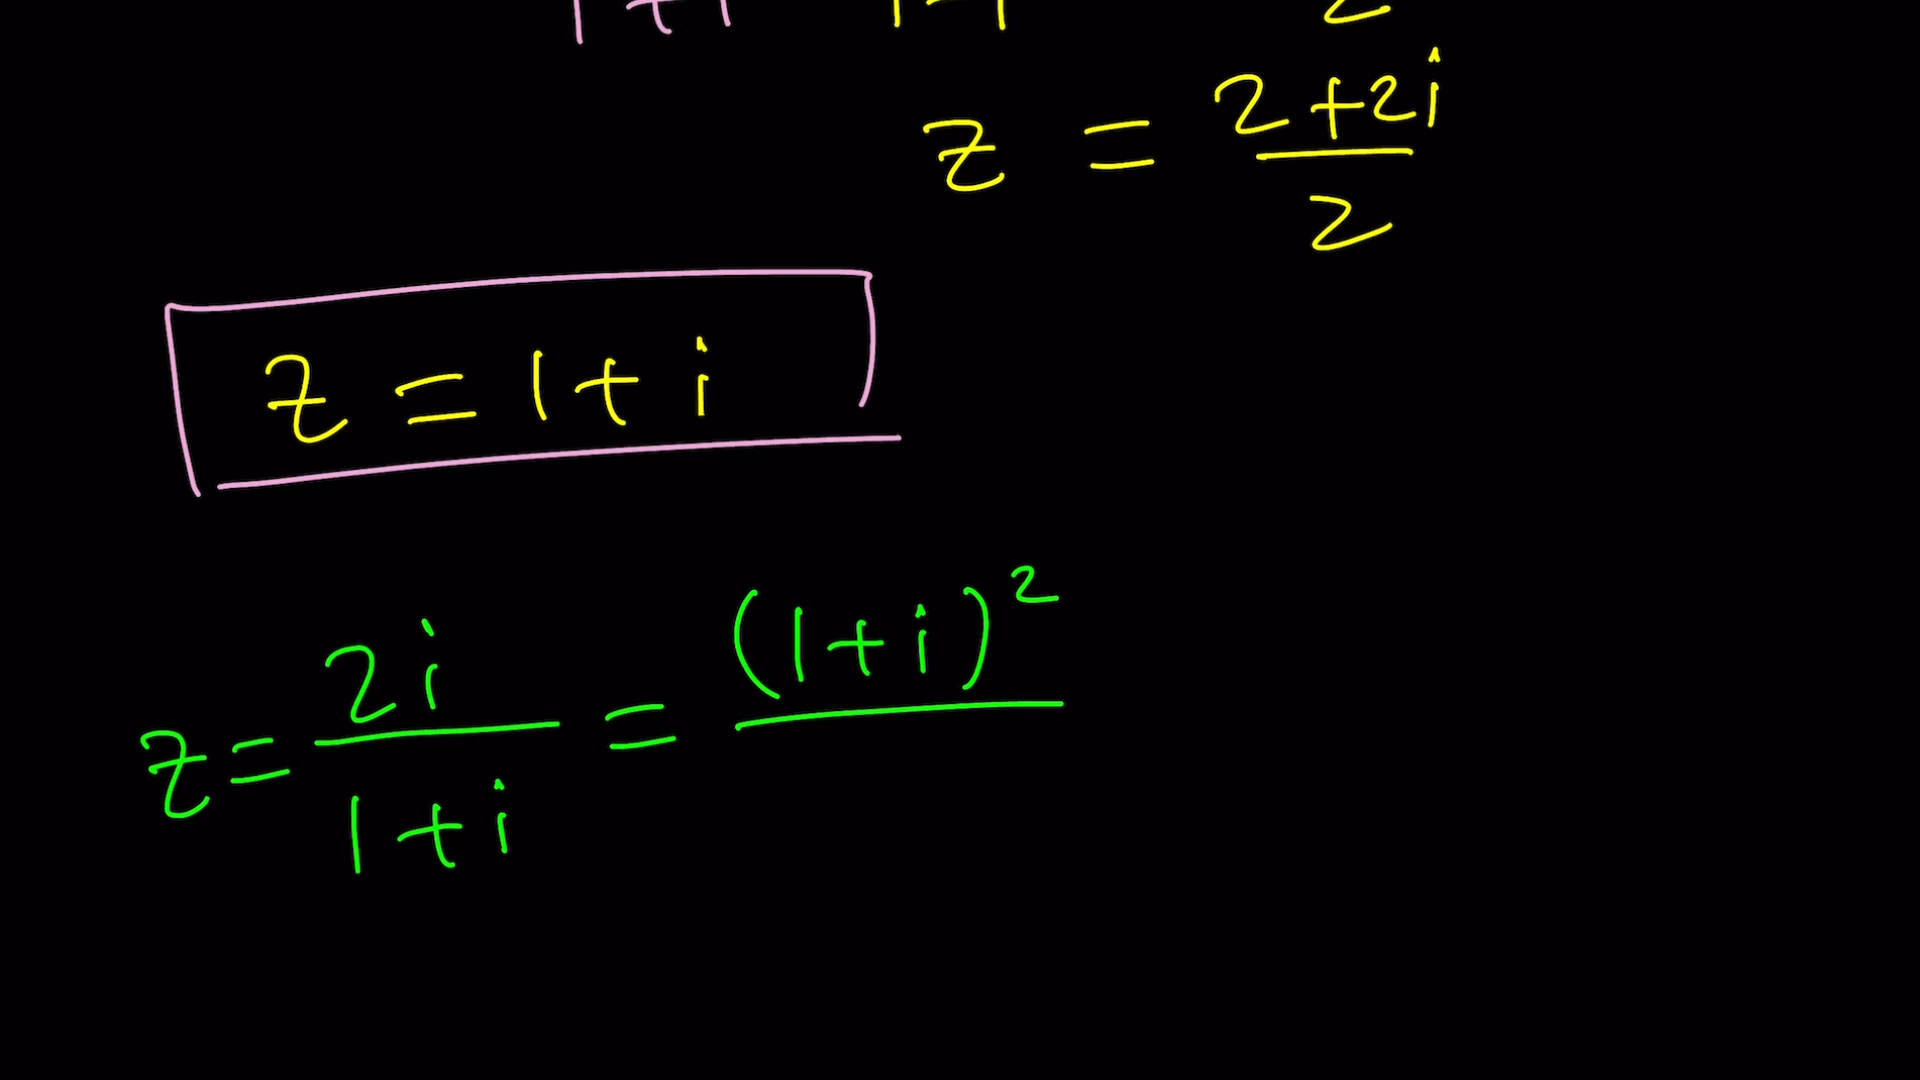 z = 2+2i / 2
z = 1+i
z = 2i / 1+i = (1+i)²